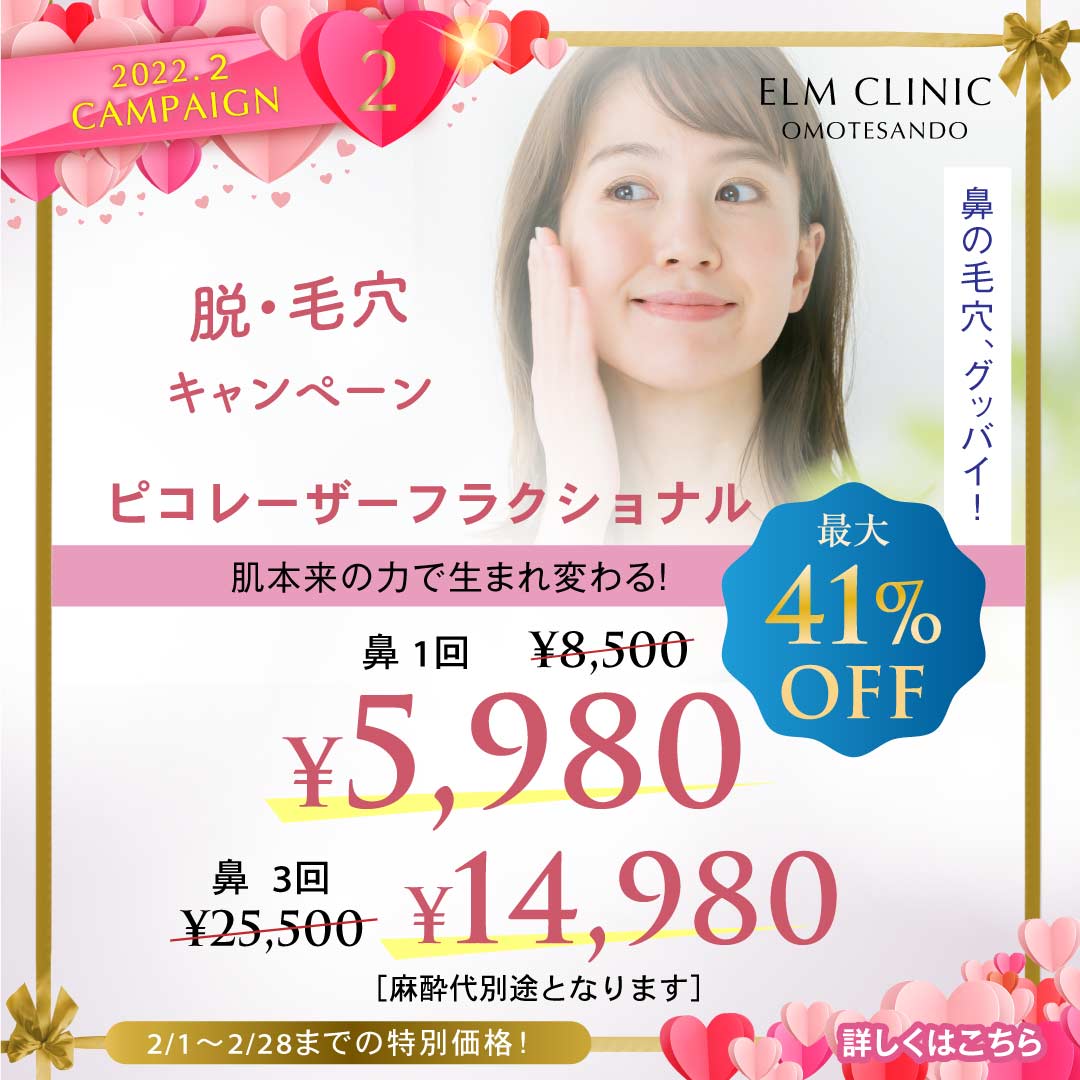 2022.2
CAMPAIGN
2
ELM CLINIC
OMOTESANDO
鼻の毛穴、グッバイ！
脱・毛穴
キャンペーン
ピコレーザーフラクショナル
肌本来の力で生まれ変わる!
最大
41%
OFF
鼻 1回 ¥8,500
¥5,980
鼻 3回
¥25,500
¥14,980
［麻酔代別途となります］
2/1〜2/28までの特別価格！
詳しくはこちら